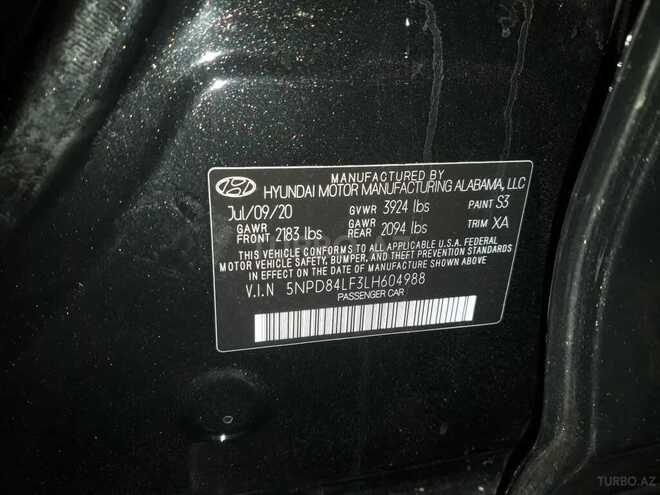 MANUFACTURED BY
HYUNDAI MOTOR MANUFACTURING ALABAMA, LLC
Jul/09/20 GVWR 3924 lbs PAINT S3
GAWR FRONT 2183 lbs GAWR REAR 2094 lbs TRIM XA
THIS VEHICLE CONFORMS TO ALL APPLICABLE U.S.A. FEDERAL
MOTOR VEHICLE SAFETY, BUMPER, AND THEFT PREVENTION STANDARDS
IN EFFECT ON THE DATE OF MANUFACTURE SHOWN ABOVE.
V.I.N 5NPD84LF3LH604988
PASSENGER CAR
TURBO.AZ